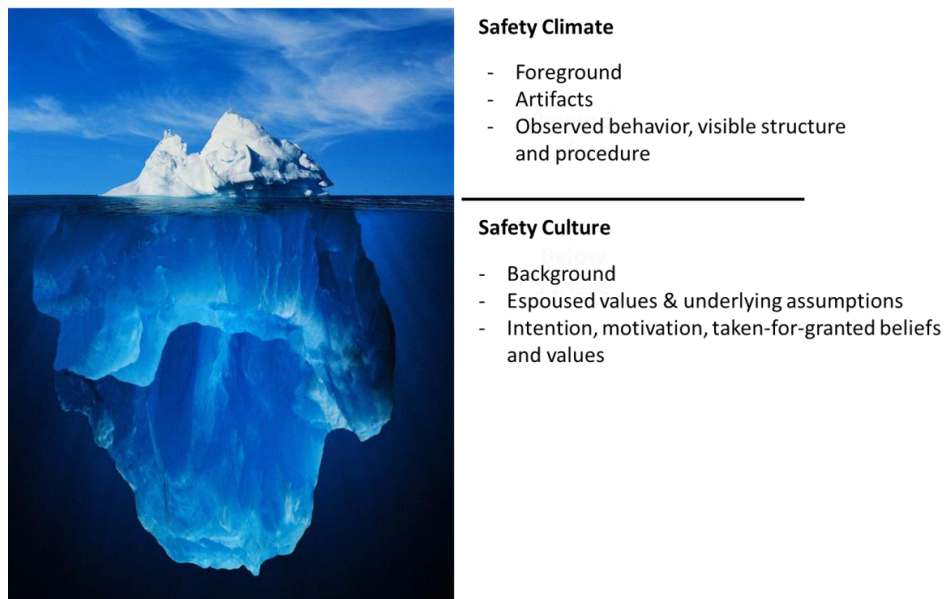 Safety Climate
- Foreground
- Artifacts
- Observed behavior, visible structure
and procedure
Safety Culture
- Background
- Espoused values & underlying assumptions
- Intention, motivation, taken-for-granted beliefs
and values